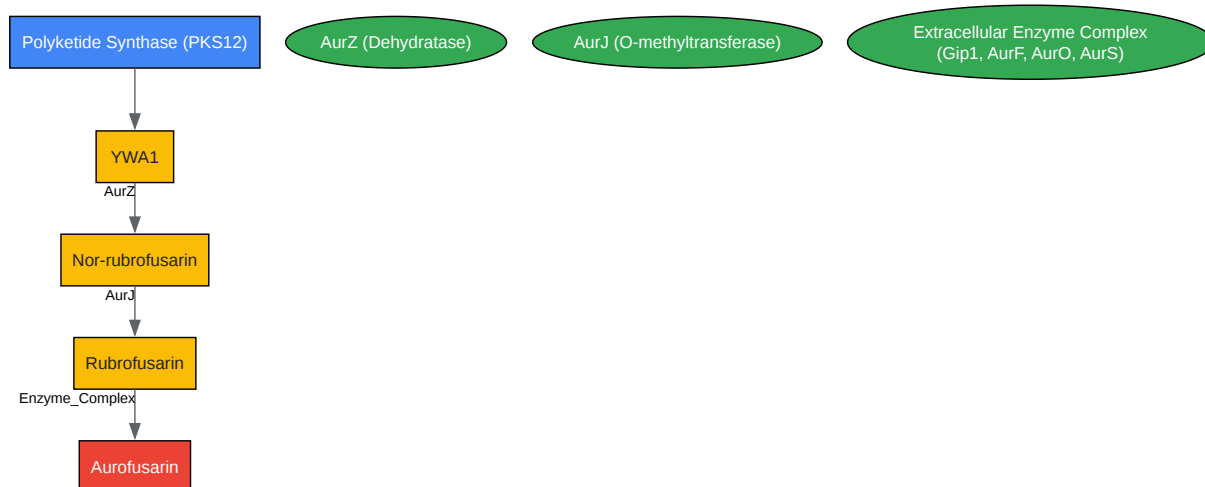 Polyketide Synthase (PKS12)
AurZ (Dehydratase)
AurJ (O-methyltransferase)
Extracellular Enzyme Complex
(Gip1, AurF, AurO, AurS)
YWA1
AurZ
Nor-rubrofusarin
AurJ
Rubrofusarin
Enzyme_Complex
Aurofusarin